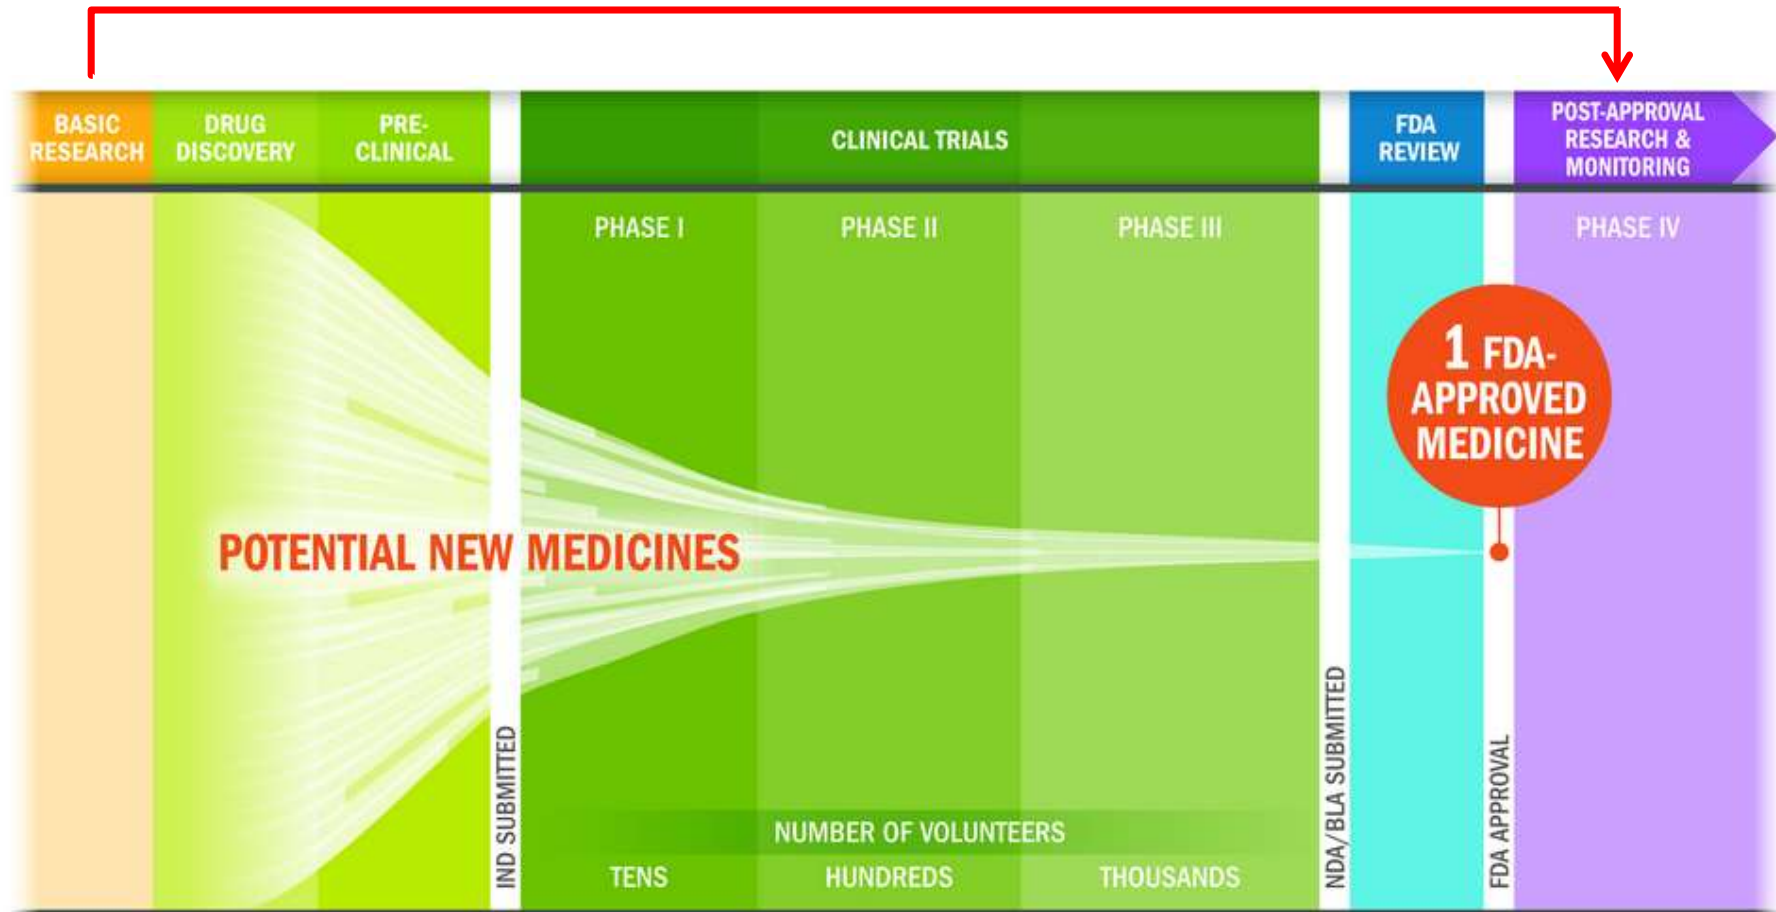 BASIC
RESEARCH
DRUG
DISCOVERY
PRE-
CLINICAL
CLINICAL TRIALS
FDA
REVIEW
POST-APPROVAL
RESEARCH &
MONITORING
PHASE I
PHASE II
PHASE III
PHASE IV
1 FDA-
APPROVED
MEDICINE
POTENTIAL NEW MEDICINES
IND SUBMITTED
NUMBER OF VOLUNTEERS
TENS
HUNDREDS
THOUSANDS
NDA/BLA SUBMITTED
FDA APPROVAL